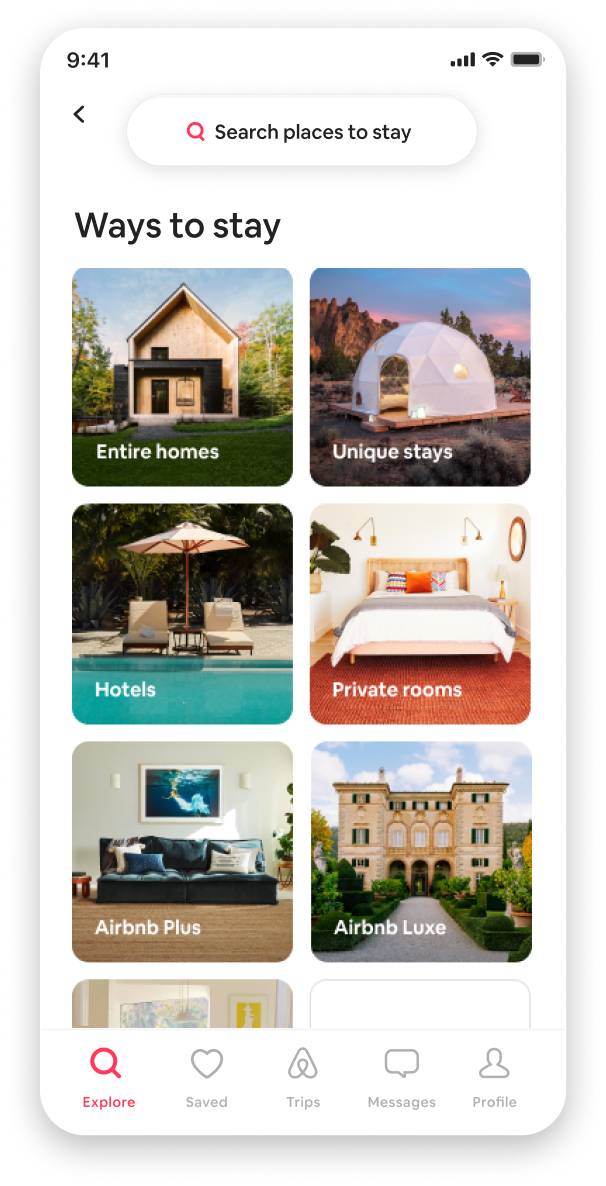 9:41
Search places to stay
Ways to stay
Entire homes
Unique stays
Hotels
Private rooms
Airbnb Plus
Airbnb Luxe
Explore
Saved
Trips
Messages
Profile